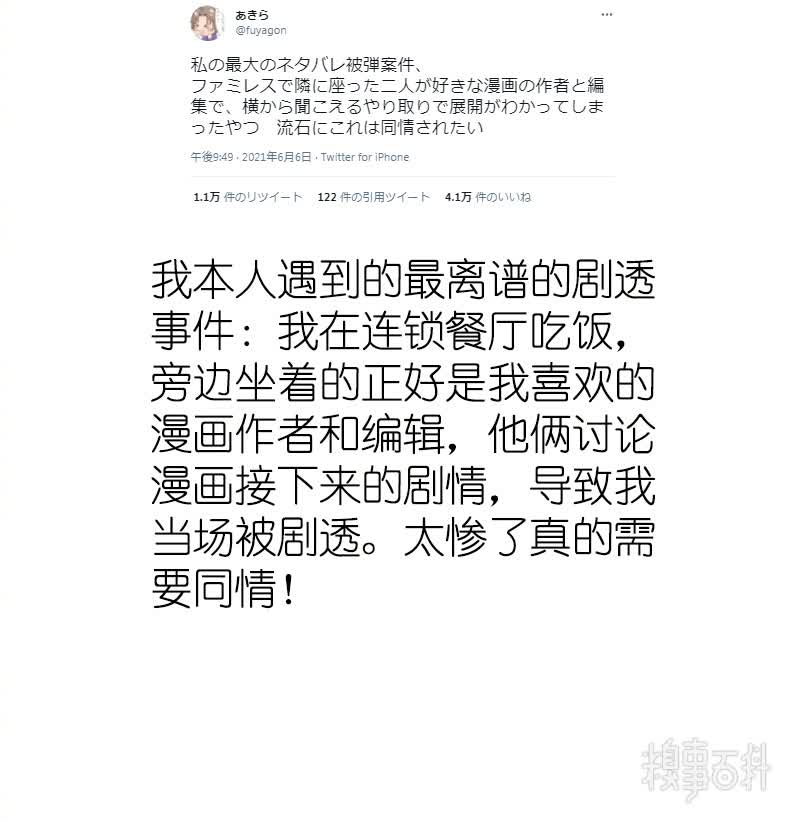 あきら
@fuyagon
私の最大のネタバレ被弾案件、
ファミレスで隣に座った二人が好きな漫画の作者と編
集で、横から聞こえるやり取りで展開がわかってしま
ったやつ　流石にこれは同情されたい
午後9:49 · 2021年6月6日 · Twitter for iPhone
1.1万 件のリツイート 122 件の引用ツイート 4.1万 件のいいね
我本人遇到的最离谱的剧透
事件：我在连锁餐厅吃饭，
旁边坐着的正好是我喜欢的
漫画作者和编辑，他俩讨论
漫画接下来的剧情，导致我
当场被剧透。太惨了真的需
要同情！
糗事百科